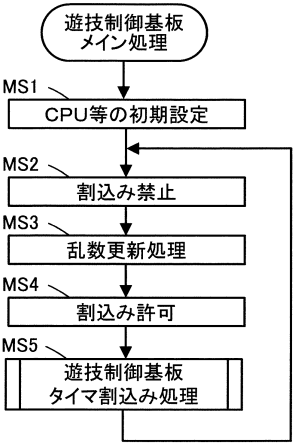 遊技制御基板
メイン処理
MS1
CPU等の初期設定
MS2
割込み禁止
MS3
乱数更新処理
MS4
割込み許可
MS5
遊技制御基板
タイマ割込み処理